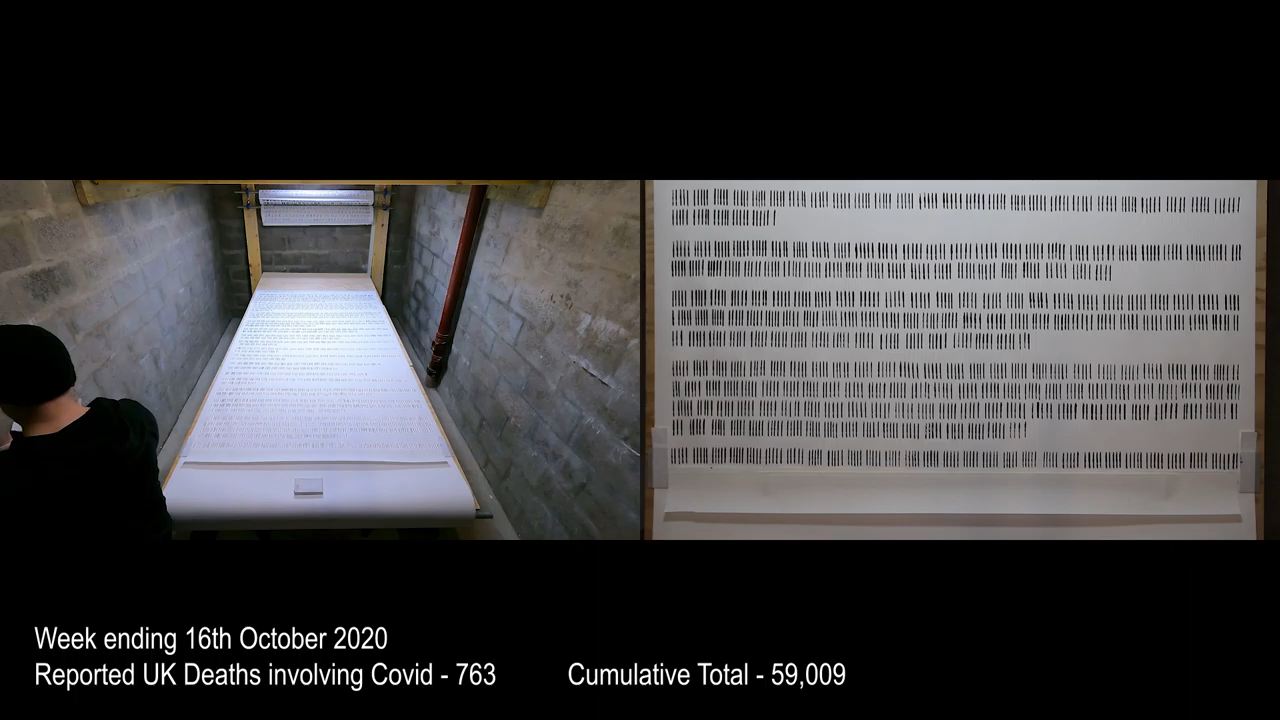 Week ending 16th October 2020
Reported UK Deaths involving Covid - 763 Cumulative Total - 59,009